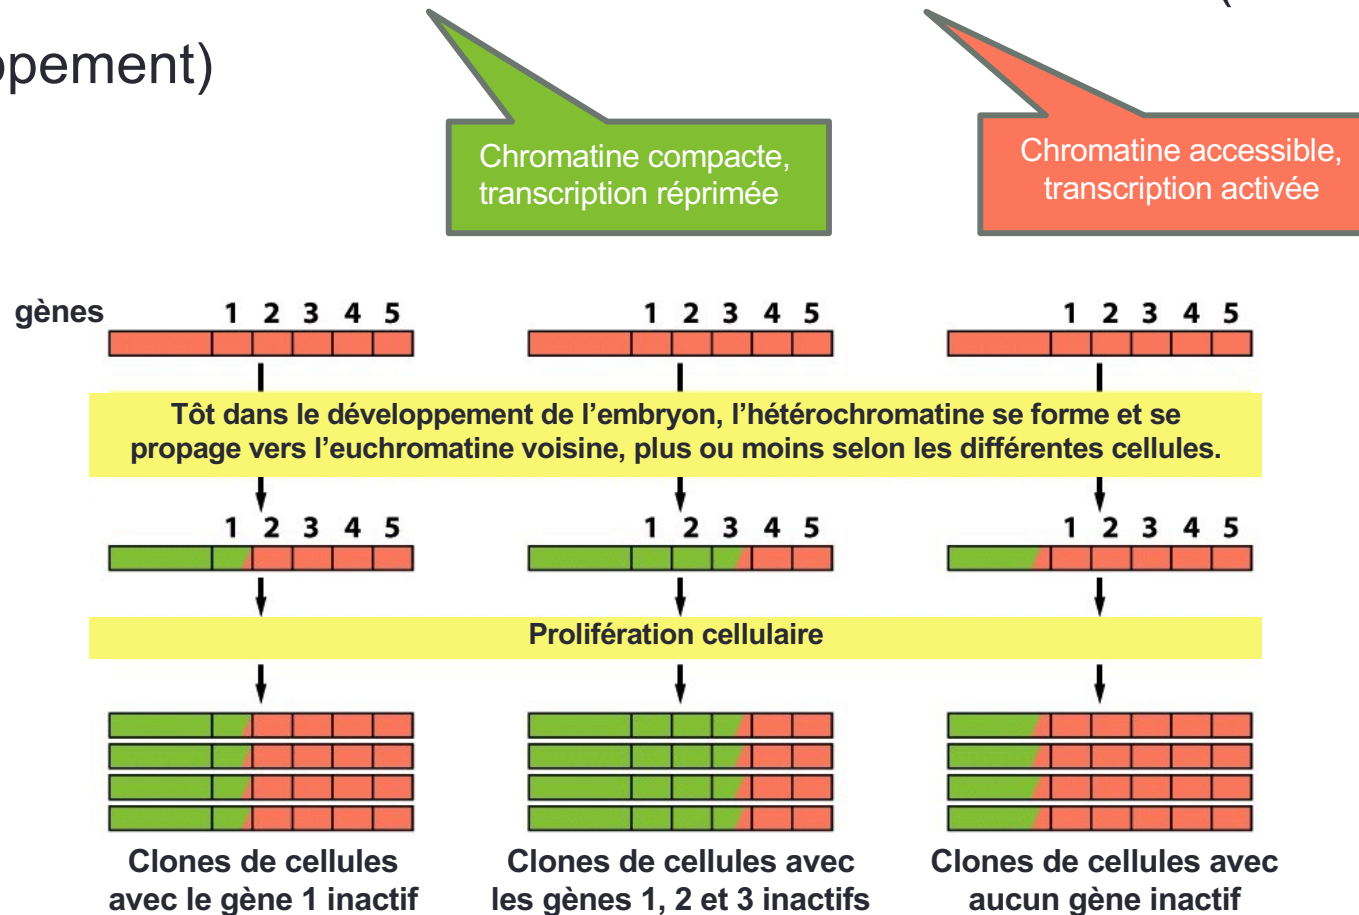 ppement)
Chromatine compacte,
transcription réprimée
Chromatine accessible,
transcription activée
gènes
1 2 3 4 5
1 2 3 4 5
1 2 3 4 5
Tôt dans le développement de l’embryon, l’hétérochromatine se forme et se
propage vers l’euchromatine voisine, plus ou moins selon les différentes cellules.
1 2 3 4 5
1 2 3 4 5
1 2 3 4 5
Prolifération cellulaire
Clones de cellules
avec le gène 1 inactif
Clones de cellules avec
les gènes 1, 2 et 3 inactifs
Clones de cellules avec
aucun gène inactif